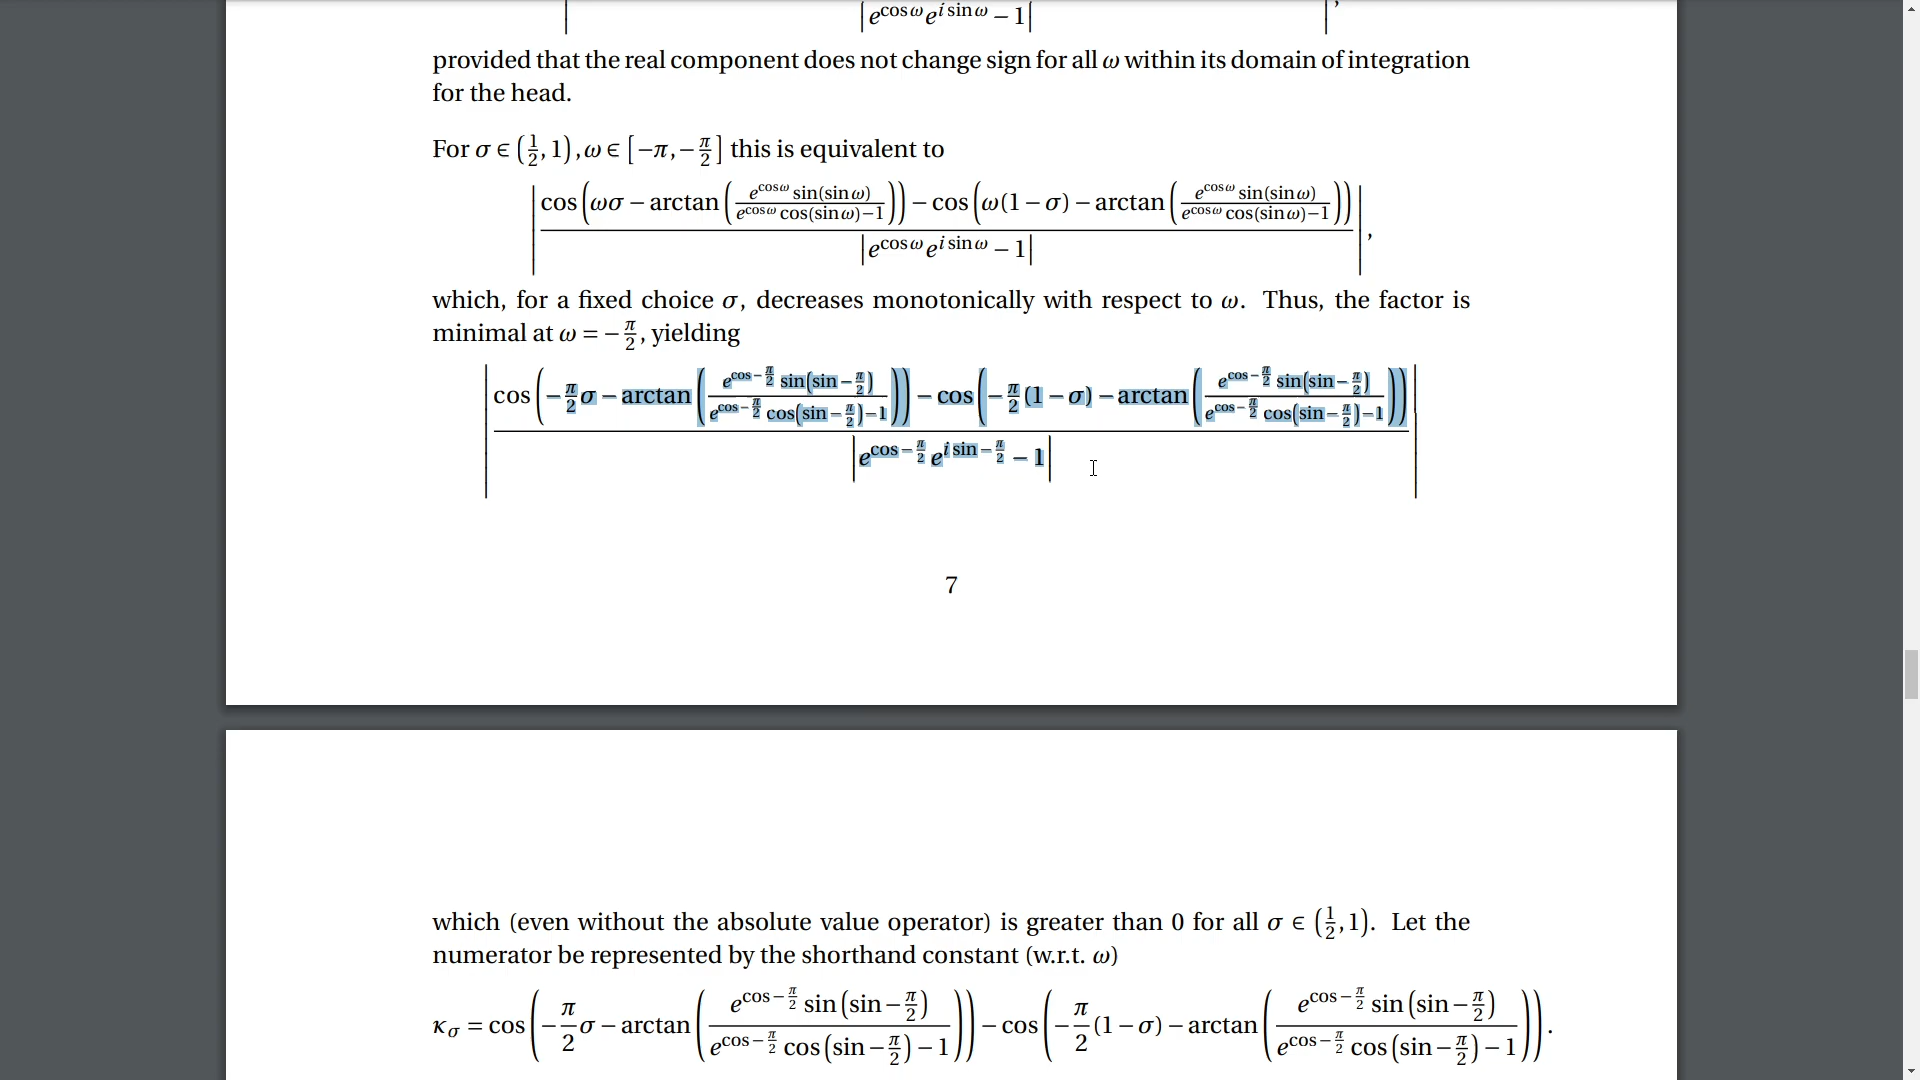 |e^{cos ω} e^{i sin ω} − 1| ,
provided that the real component does not change sign for all ω within its domain of integration
for the head.
For σ ∈ (1/2, 1), ω ∈ [−π, −π/2] this is equivalent to
| (cos(ωσ − arctan((e^{cos ω} sin(sin ω))/(e^{cos ω} cos(sin ω)−1))) − cos(ω(1 − σ) − arctan((e^{cos ω} sin(sin ω))/(e^{cos ω} cos(sin ω)−1)))) / |e^{cos ω} e^{i sin ω} − 1| | ,
which, for a fixed choice σ, decreases monotonically with respect to ω. Thus, the factor is
minimal at ω = −π/2, yielding
| (cos(−π/2 σ − arctan((e^{cos −π/2} sin(sin −π/2))/(e^{cos −π/2} cos(sin −π/2)−1))) − cos(−π/2 (1 − σ) − arctan((e^{cos −π/2} sin(sin −π/2))/(e^{cos −π/2} cos(sin −π/2)−1)))) / |e^{cos −π/2} e^{i sin −π/2} − 1| |
7
which (even without the absolute value operator) is greater than 0 for all σ ∈ (1/2, 1). Let the
numerator be represented by the shorthand constant (w.r.t. ω)
κ_σ = cos(−π/2 σ − arctan((e^{cos −π/2} sin(sin −π/2))/(e^{cos −π/2} cos(sin −π/2) − 1))) − cos(−π/2 (1 − σ) − arctan((e^{cos −π/2} sin(sin −π/2))/(e^{cos −π/2} cos(sin −π/2) − 1))).